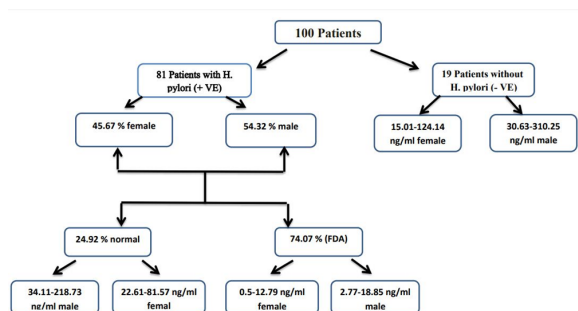 100 Patients
81 Patients with H.
pylori (+ VE)
19 Patients without
H. pylori (- VE)
45.67 % female
54.32 % male
15.01-124.14
ng/ml female
30.63-310.25
ng/ml male
24.92 % normal
74.07 % (FDA)
34.11-218.73
ng/ml male
22.61-81.57 ng/ml
femal
0.5-12.79 ng/ml
female
2.77-18.85 ng/ml
male